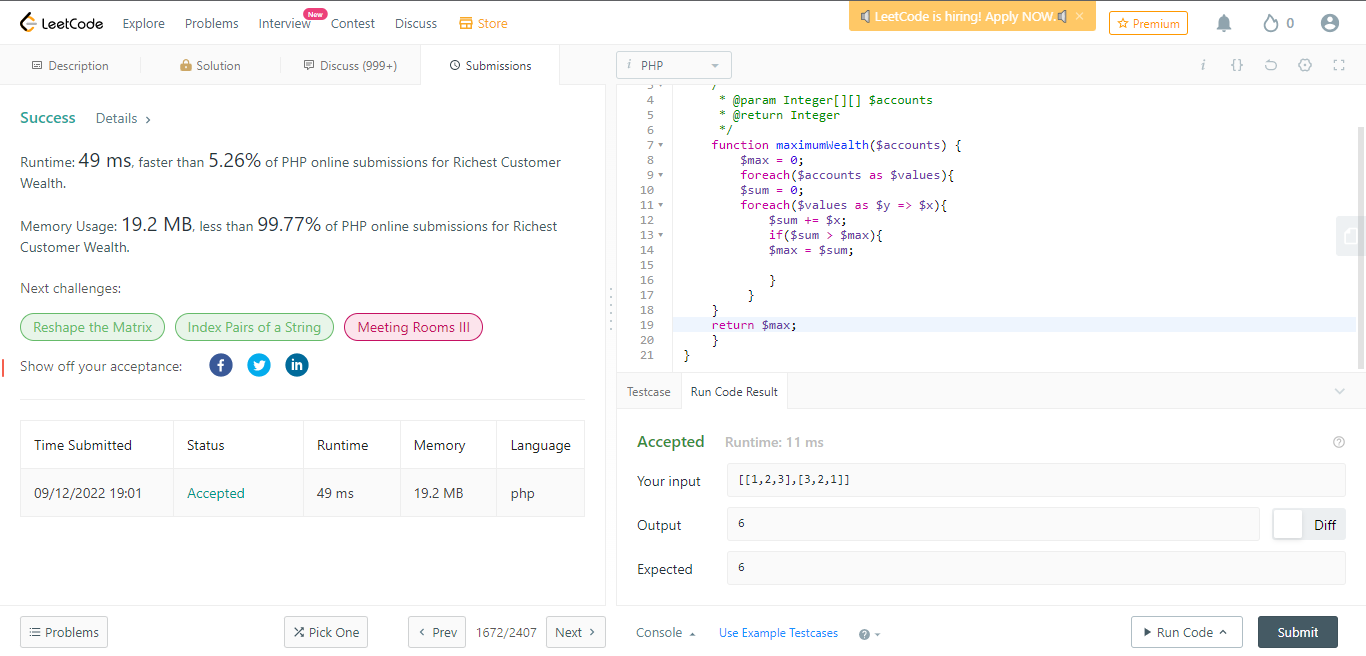 LeetCode
Explore
Problems
Interview
New
Contest
Discuss
Store
LeetCode is hiring! Apply NOW.
×
Premium
0
Description
Solution
Discuss (999+)
Submissions
Success
Details
Runtime: 49 ms, faster than 5.26% of PHP online submissions for Richest Customer
Wealth.
Memory Usage: 19.2 MB, less than 99.77% of PHP online submissions for Richest
Customer Wealth.
Next challenges:
Reshape the Matrix
Index Pairs of a String
Meeting Rooms III
Show off your acceptance:
Time Submitted Status Runtime Memory Language
09/12/2022 19:01 Accepted 49 ms 19.2 MB php
Problems
Pick One
Prev
1672/2407
Next
i PHP
i {}
4 * @param Integer[][] $accounts
5 * @return Integer
6 */
7 function maximumWealth($accounts) {
8 $max = 0;
9 foreach($accounts as $values){
10 $sum = 0;
11 foreach($values as $y => $x){
12 $sum += $x;
13 if($sum > $max){
14 $max = $sum;
15
16 }
17 }
18 }
19 return $max;
20 }
21 }
Testcase
Run Code Result
Accepted
Runtime: 11 ms
Your input
[[1,2,3],[3,2,1]]
Output
6
Diff
Expected
6
Console
Use Example Testcases
Run Code
Submit